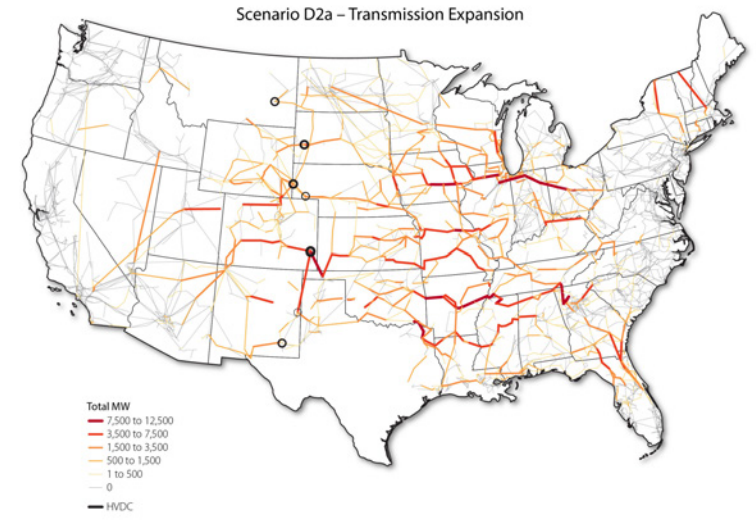 Scenario D2a – Transmission Expansion
Total MW
7,500 to 12,500
3,500 to 7,500
1,500 to 3,500
500 to 1,500
1 to 500
0
HVDC